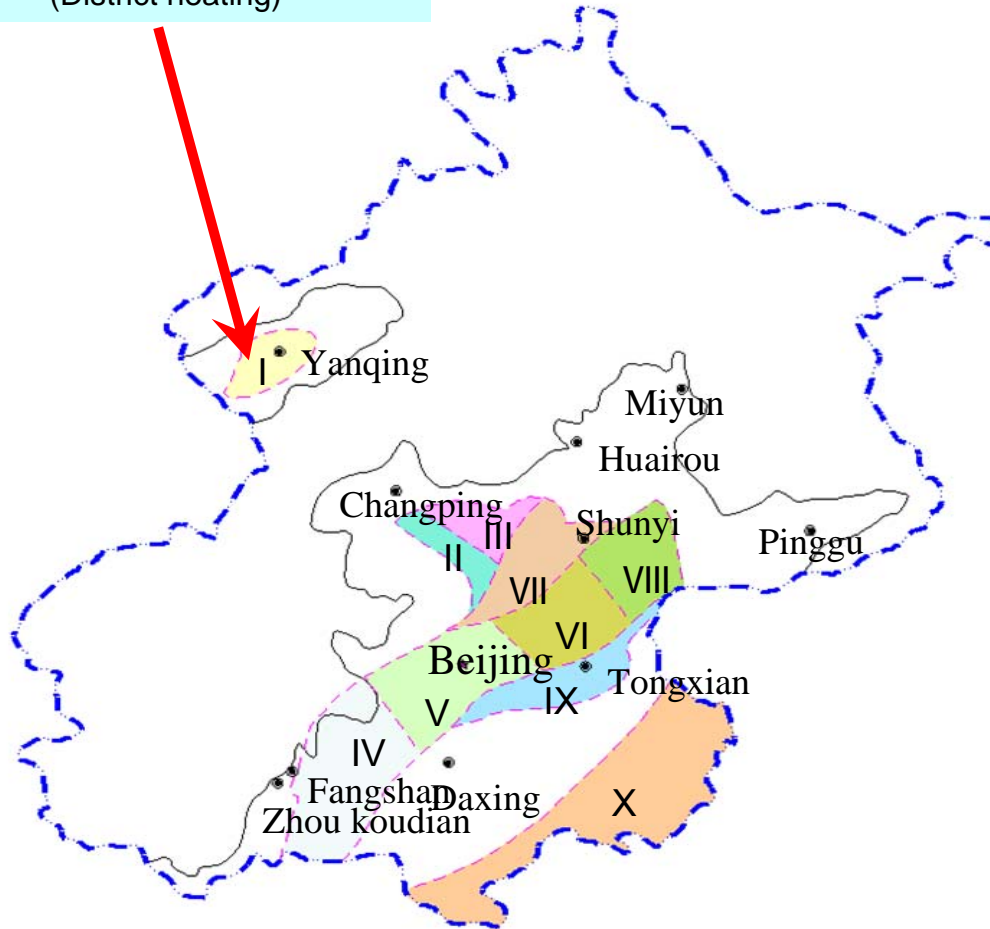 (District heating)
I
Yanqing
Miyun
Huairou
Changping
III
Shunyi
Pinggu
II
VII
VIII
VI
Beijing
IX
Tongxian
V
IV
Fangshan
Daxing
X
Zhou koudian